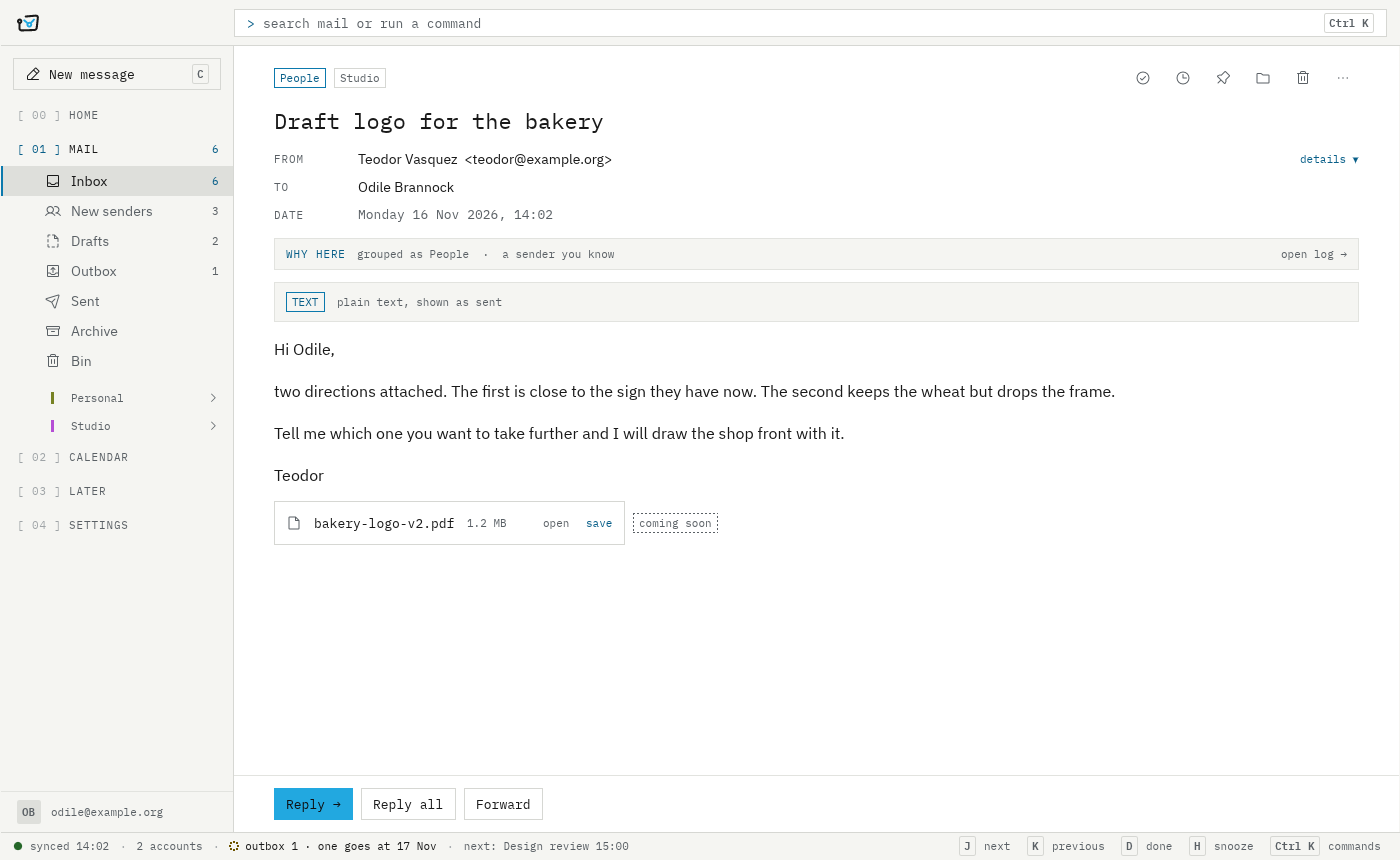 > search mail or run a command Ctrl K
New message C
[ 00 ] HOME
[ 01 ] MAIL 6
Inbox 6
New senders 3
Drafts 2
Outbox 1
Sent
Archive
Bin
Personal
Studio
[ 02 ] CALENDAR
[ 03 ] LATER
[ 04 ] SETTINGS
OB odile@example.org
People Studio
Draft logo for the bakery
FROM Teodor Vasquez <teodor@example.org> details ▾
TO Odile Brannock
DATE Monday 16 Nov 2026, 14:02
WHY HERE grouped as People · a sender you know open log →
TEXT plain text, shown as sent
Hi Odile,
two directions attached. The first is close to the sign they have now. The second keeps the wheat but drops the frame.
Tell me which one you want to take further and I will draw the shop front with it.
Teodor
bakery-logo-v2.pdf 1.2 MB open save coming soon
Reply → Reply all Forward
synced 14:02 · 2 accounts · outbox 1 · one goes at 17 Nov · next: Design review 15:00 J next K previous D done H snooze Ctrl K commands